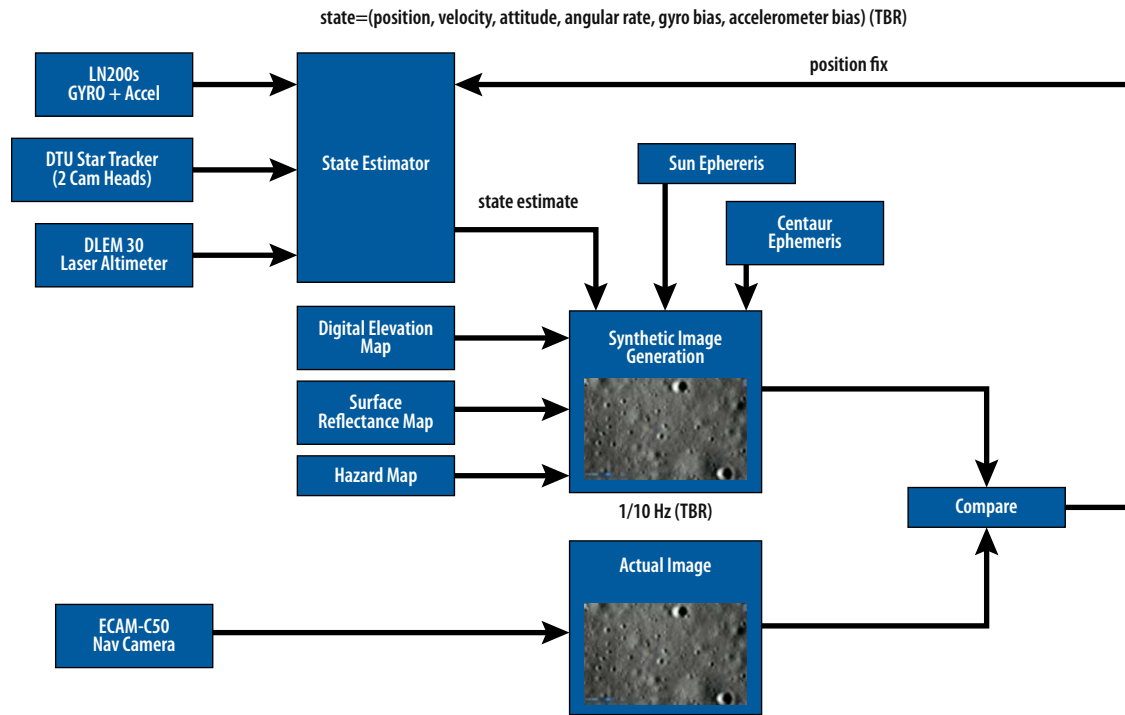 state=(position, velocity, attitude, angular rate, gyro bias, accelerometer bias) (TBR)
LN200s
GYRO + Accel
position fix
DTU Star Tracker
(2 Cam Heads)
State Estimator
Sun Ephereris
state estimate
Centaur
Ephemeris
DLEM 30
Laser Altimeter
Digital Elevation
Map
Synthetic Image
Generation
Surface
Reflectance Map
Hazard Map
1/10 Hz (TBR)
Compare
Actual Image
ECAM-C50
Nav Camera